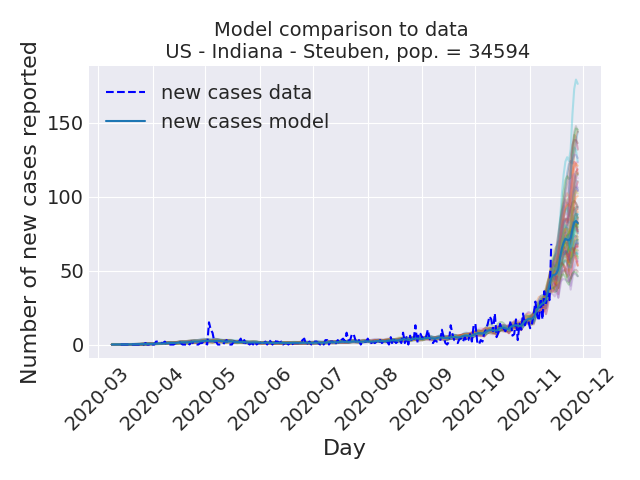 Model comparison to data
US - Indiana - Steuben, pop. = 34594
Number of new cases reported
new cases data
new cases model
150
100
50
0
2020-03
2020-04
2020-05
2020-06
2020-07
2020-08
2020-09
2020-10
2020-11
2020-12
Day